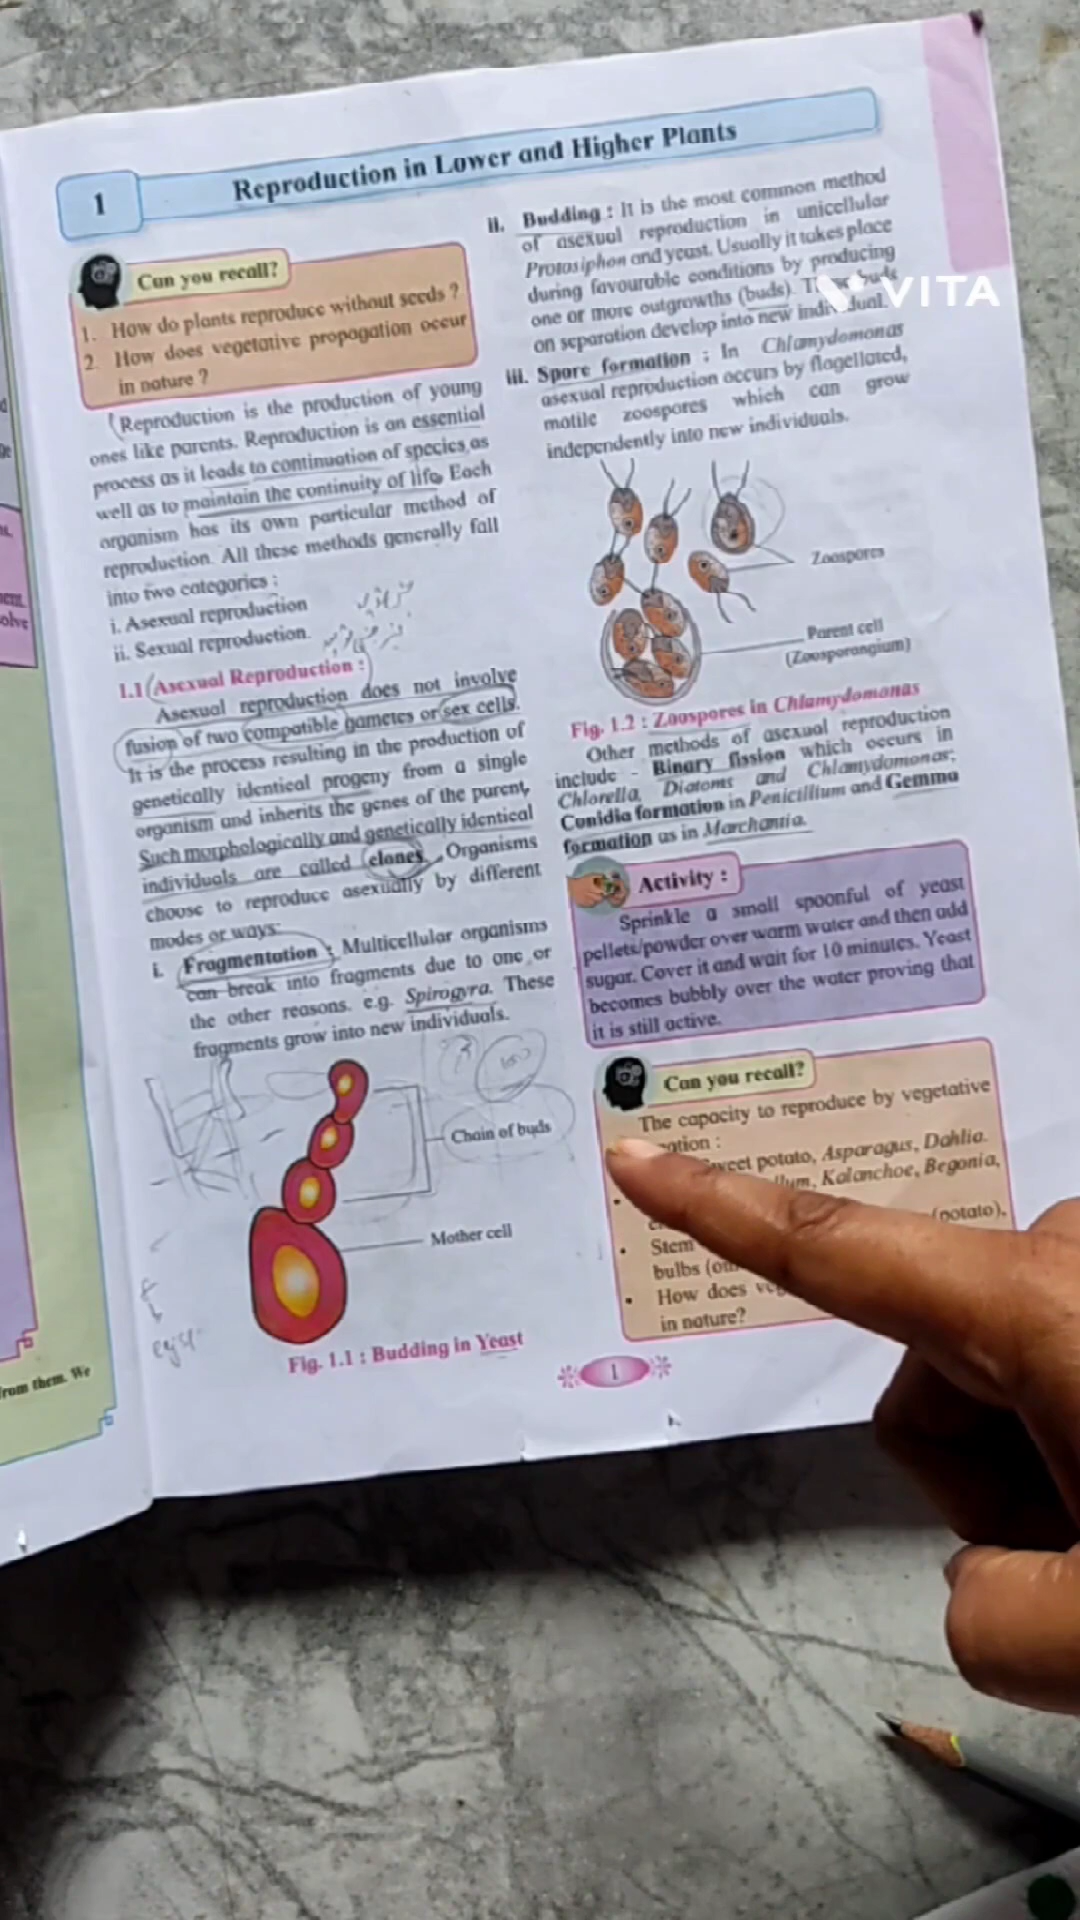 1
Reproduction in Lower and Higher Plants
Can you recall?
1. How do plants reproduce without seeds ?
2. How does vegetative propagation occur
in nature ?
Reproduction is the production of young
ones like parents. Reproduction is an essential
process as it leads to continuation of species as
well as to maintain the continuity of life. Each
organism has its own particular method of
reproduction. All these methods generally fall
into two categories :
i. Asexual reproduction
ii. Sexual reproduction.
1.1 Asexual Reproduction :
Asexual reproduction does not involve
fusion of two compatible gametes or sex cells.
It is the process resulting in the production of
genetically identical progeny from a single
organism and inherits the genes of the parent.
Such morphologically and genetically identical
individuals are called clones. Organisms
choose to reproduce asexually by different
modes or ways:
i. Fragmentation : Multicellular organisms
can break into fragments due to one or
the other reasons. e.g. Spirogyra. These
fragments grow into new individuals.
Chain of buds
Mother cell
Fig. 1.1 : Budding in Yeast
ii. Budding : It is the most common method
of asexual reproduction in unicellular
Protosiphon and yeast. Usually it takes place
during favourable conditions by producing
one or more outgrowths (buds). buds
on separation develop into new
iii. Spore formation : In Chlamydomonas
asexual reproduction occurs by flagellated,
motile zoospores which can grow
independently into new individuals.
Zoospores
Parent cell
(Zoosporangium)
Fig. 1.2 : Zoospores in Chlamydomonas
Other methods of asexual reproduction
include - Binary fission which occurs in
Chlorella, Diatoms and Chlamydomonas;
Conidia formation in Penicillium and Gemma
formation as in Marchantia.
Activity :
Sprinkle a small spoonful of yeast
pellets/powder over warm water and then add
sugar. Cover it and wait for 10 minutes. Yeast
becomes bubbly over the water proving that
it is still active.
Can you recall?
The capacity to reproduce by vegetative
:
potato, Asparagus, Dahlia.
Kalanchoe, Begonia,
Stem (potato),
bulbs
How does
in nature?
1
from them. We
VITA